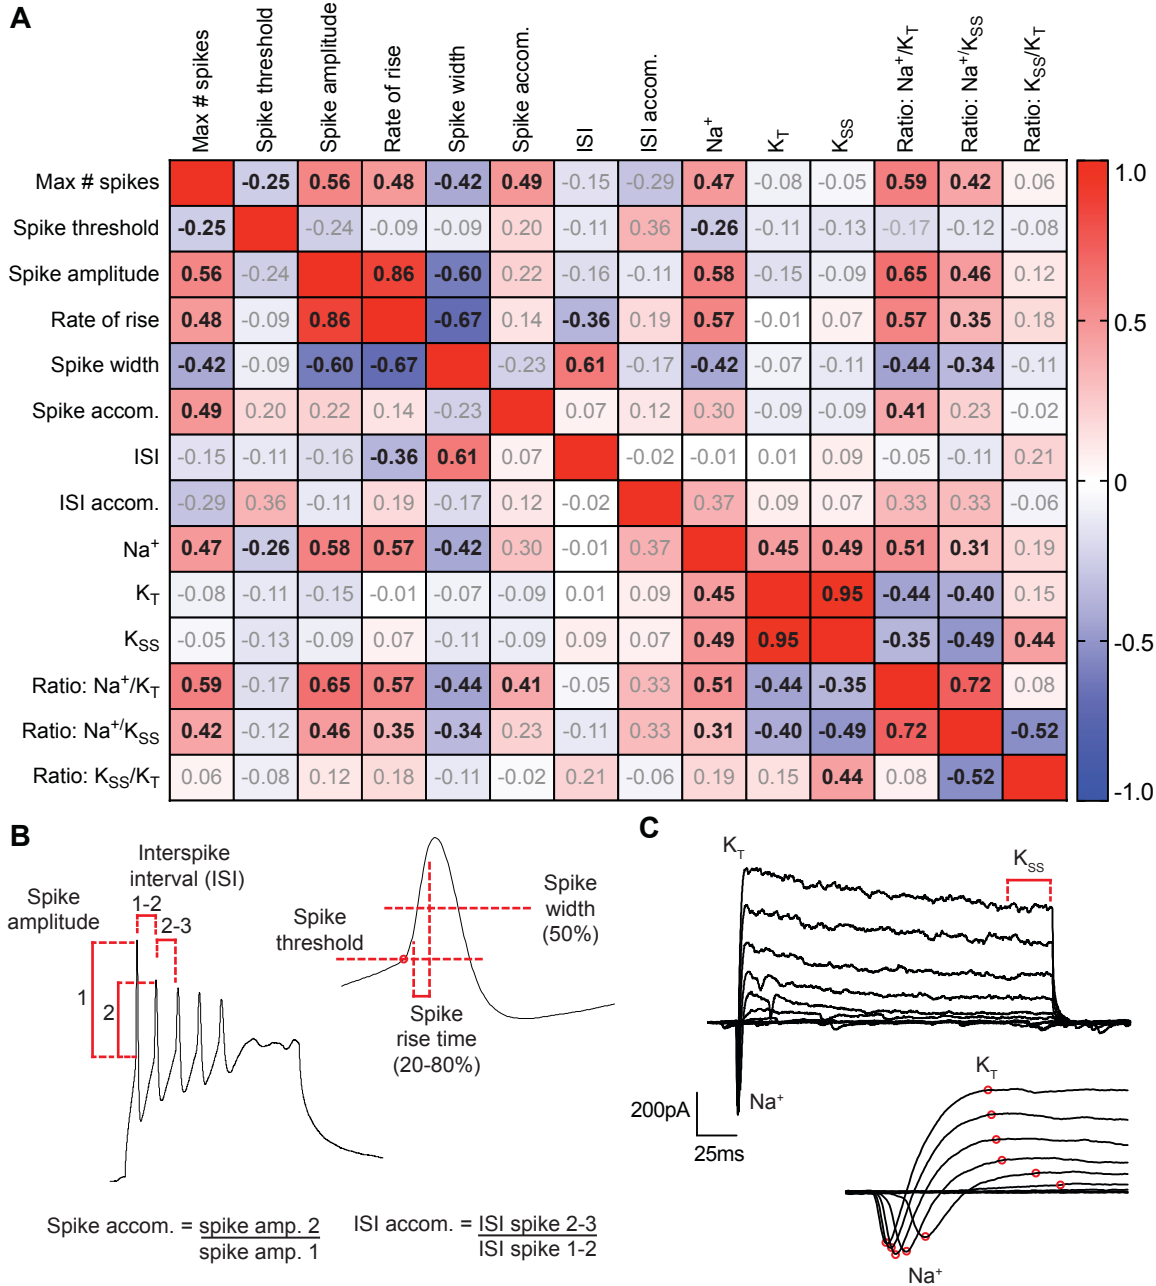 A
Max # spikes
Spike threshold
Spike amplitude
Rate of rise
Spike width
Spike accom.
ISI
ISI accom.
Na⁺
K_T
K_SS
Ratio: Na⁺/K_T
Ratio: Na⁺/K_SS
Ratio: K_SS/K_T
Max # spikes -0.25 0.56 0.48 -0.42 0.49 -0.15 -0.29 0.47 -0.08 -0.05 0.59 0.42 0.06
Spike threshold -0.25 -0.24 -0.09 -0.09 0.20 -0.11 0.36 -0.26 -0.11 -0.13 -0.17 -0.12 -0.08
Spike amplitude 0.56 -0.24 0.86 -0.60 0.22 -0.16 -0.11 0.58 -0.15 -0.09 0.65 0.46 0.12
Rate of rise 0.48 -0.09 0.86 -0.67 0.14 -0.36 0.19 0.57 -0.01 0.07 0.57 0.35 0.18
Spike width -0.42 -0.09 -0.60 -0.67 -0.23 0.61 -0.17 -0.42 -0.07 -0.11 -0.44 -0.34 -0.11
Spike accom. 0.49 0.20 0.22 0.14 -0.23 0.07 0.12 0.30 -0.09 -0.09 0.41 0.23 -0.02
ISI -0.15 -0.11 -0.16 -0.36 0.61 0.07 -0.02 -0.01 0.01 0.09 -0.05 -0.11 0.21
ISI accom. -0.29 0.36 -0.11 0.19 -0.17 0.12 -0.02 0.37 0.09 0.07 0.33 0.33 -0.06
Na⁺ 0.47 -0.26 0.58 0.57 -0.42 0.30 -0.01 0.37 0.45 0.49 0.51 0.31 0.19
K_T -0.08 -0.11 -0.15 -0.01 -0.07 -0.09 0.01 0.09 0.45 0.95 -0.44 -0.40 0.15
K_SS -0.05 -0.13 -0.09 0.07 -0.11 -0.09 0.09 0.07 0.49 0.95 -0.35 -0.49 0.44
Ratio: Na⁺/K_T 0.59 -0.17 0.65 0.57 -0.44 0.41 -0.05 0.33 0.51 -0.44 -0.35 0.72 0.08
Ratio: Na⁺/K_SS 0.42 -0.12 0.46 0.35 -0.34 0.23 -0.11 0.33 0.31 -0.40 -0.49 0.72 -0.52
Ratio: K_SS/K_T 0.06 -0.08 0.12 0.18 -0.11 -0.02 0.21 -0.06 0.19 0.15 0.44 0.08 -0.52
1.0
0.5
0
-0.5
-1.0
B
Interspike
interval (ISI)
Spike
amplitude
1-2
2-3
1
2
Spike
threshold
Spike
width
(50%)
Spike
rise time
(20-80%)
Spike accom. = spike amp. 2
spike amp. 1
ISI accom. = ISI spike 2-3
ISI spike 1-2
C
K_T
K_SS
Na⁺
200pA
25ms
K_T
Na⁺